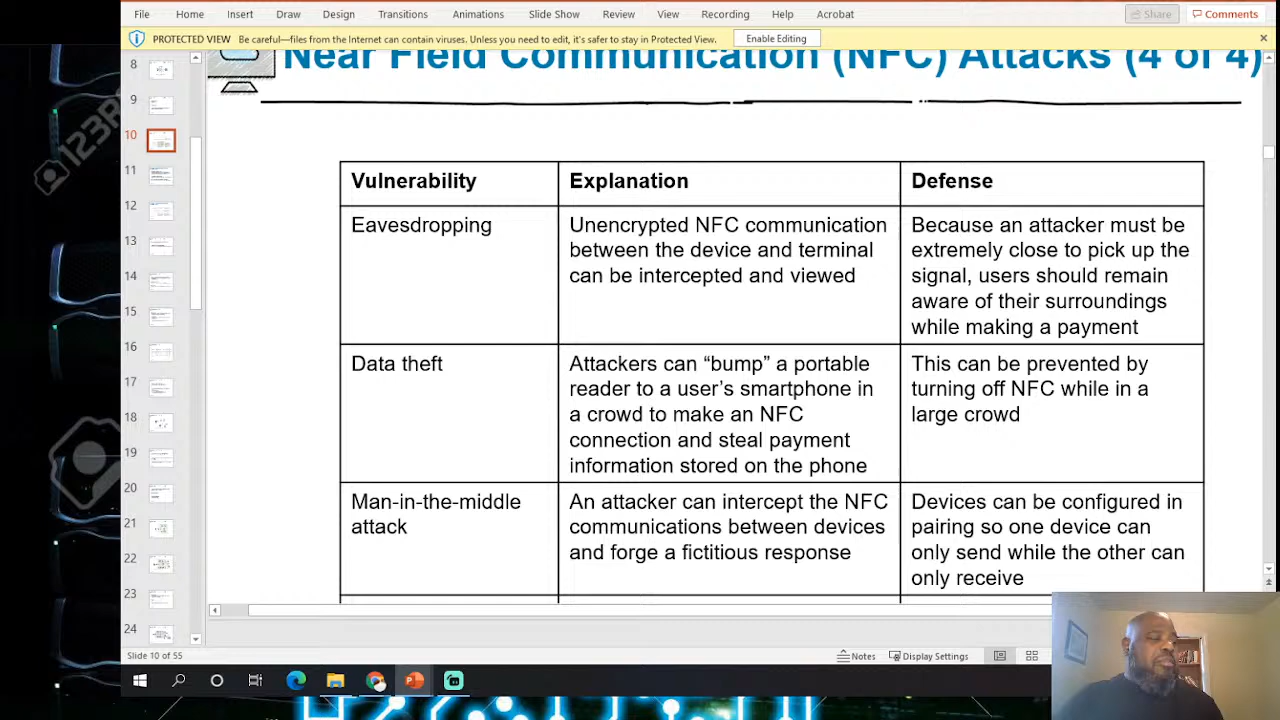 File Home Insert Draw Design Transitions Animations Slide Show Review View Recording Help Acrobat Share Comments
PROTECTED VIEW Be careful—files from the Internet can contain viruses. Unless you need to edit, it's safer to stay in Protected View. Enable Editing
Near Field Communication (NFC) Attacks (4 of 4)
8
9
10
11
12
13
14
15
16
17
18
19
20
21
22
23
24
Vulnerability Explanation Defense
Eavesdropping
Unencrypted NFC communication
between the device and terminal
can be intercepted and viewed
Because an attacker must be
extremely close to pick up the
signal, users should remain
aware of their surroundings
while making a payment
Data theft
Attackers can “bump” a portable
reader to a user’s smartphone in
a crowd to make an NFC
connection and steal payment
information stored on the phone
This can be prevented by
turning off NFC while in a
large crowd
Man-in-the-middle
attack
An attacker can intercept the NFC
communications between devices
and forge a fictitious response
Devices can be configured in
pairing so one device can
only send while the other can
only receive
Slide 10 of 55 Notes Display Settings